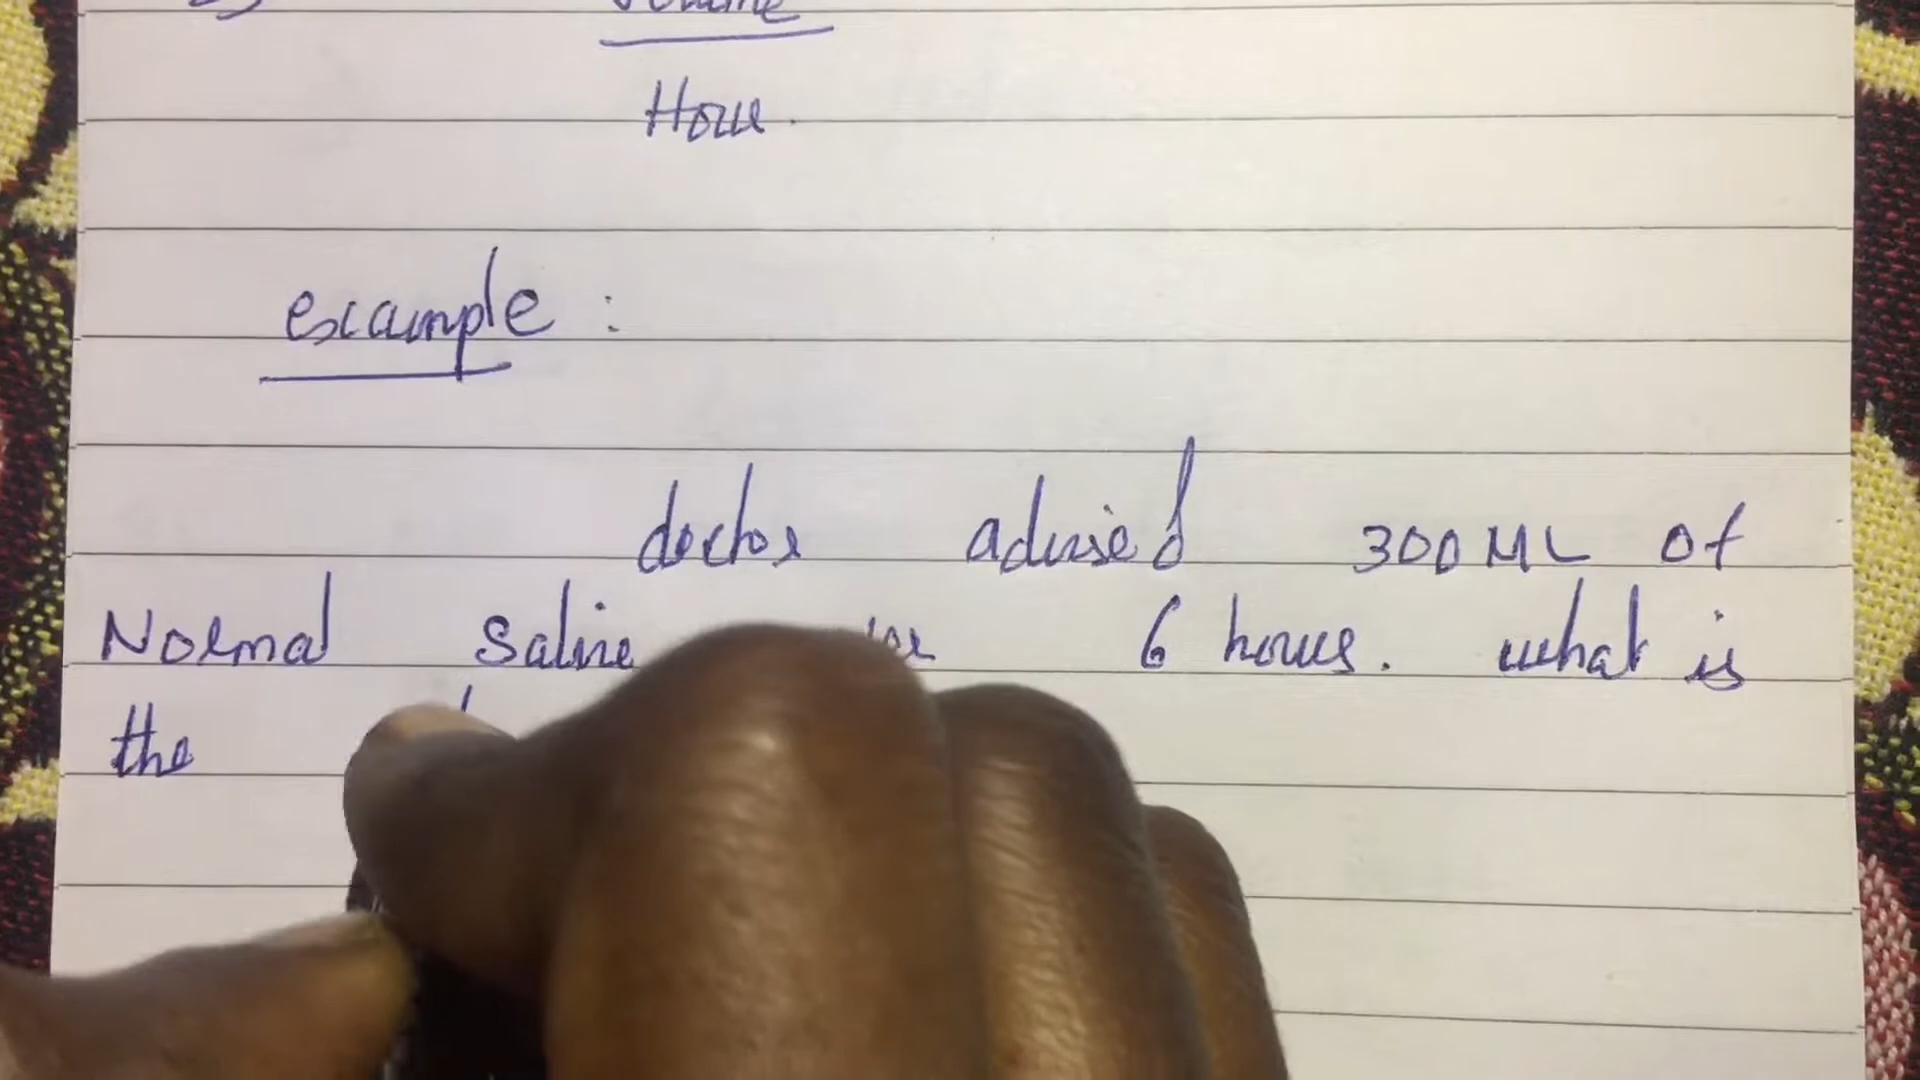 Hour.
example :
doctor advised 300 ML of
Normal Saline 6 hours. what is
the